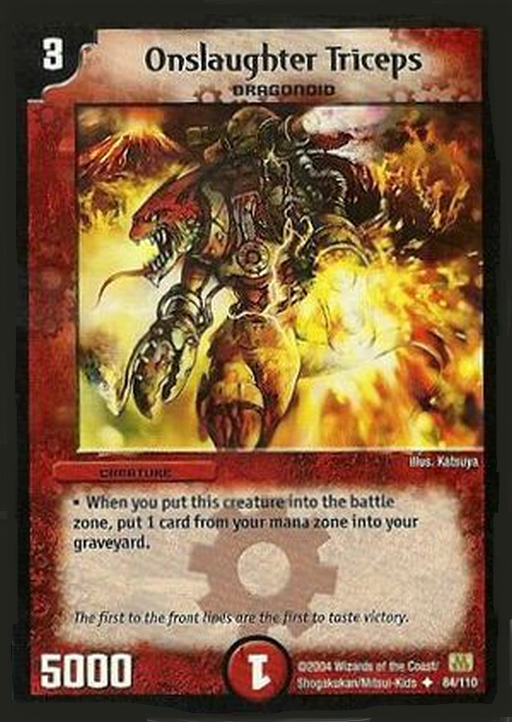 3
Onslaughter Triceps
DRAGONOID
illus. Katsuya
CREATURE
▪ When you put this creature into the battle
zone, put 1 card from your mana zone into your
graveyard.
The first to the front lines are the first to taste victory.
5000
1
©2004 Wizards of the Coast/
Shogakukan/Mitsui-Kids ✦ 84/110